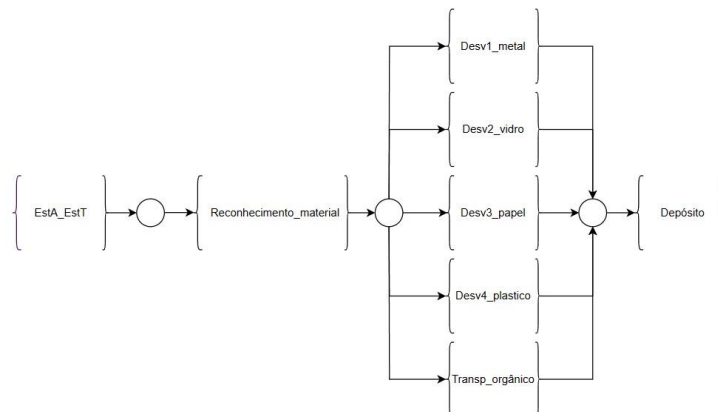 Desv1_metal
Desv2_vidro
EstA_EstT
Reconhecimento_material
Desv3_papel
Depósito
Desv4_plastico
Transp_orgânico